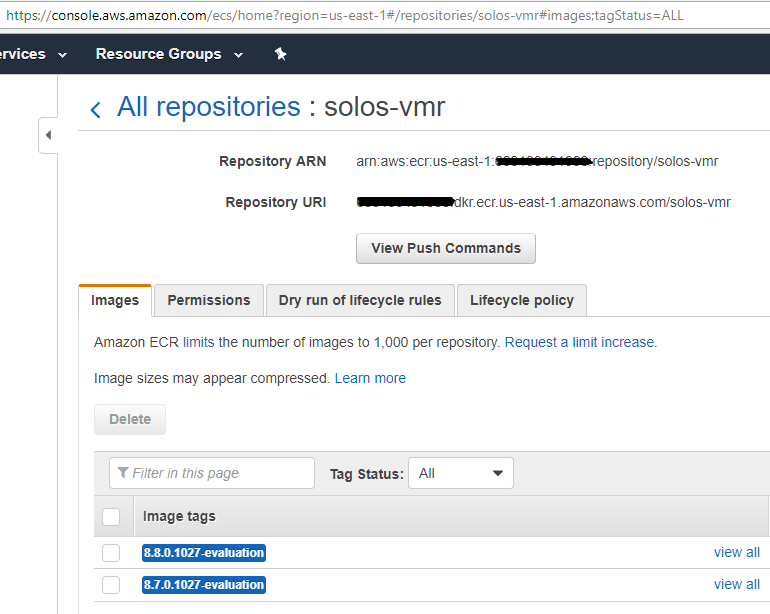 https://console.aws.amazon.com/ecs/home?region=us-east-1#/repositories/solos-vmr#images;tagStatus=ALL
ervices Resource Groups
All repositories : solos-vmr
Repository ARN arn:aws:ecr:us-east-1: repository/solos-vmr
Repository URI dkr.ecr.us-east-1.amazonaws.com/solos-vmr
View Push Commands
Images Permissions Dry run of lifecycle rules Lifecycle policy
Amazon ECR limits the number of images to 1,000 per repository. Request a limit increase.
Image sizes may appear compressed. Learn more
Delete
Filter in this page Tag Status: All
Image tags
8.8.0.1027-evaluation view all
8.7.0.1027-evaluation view all